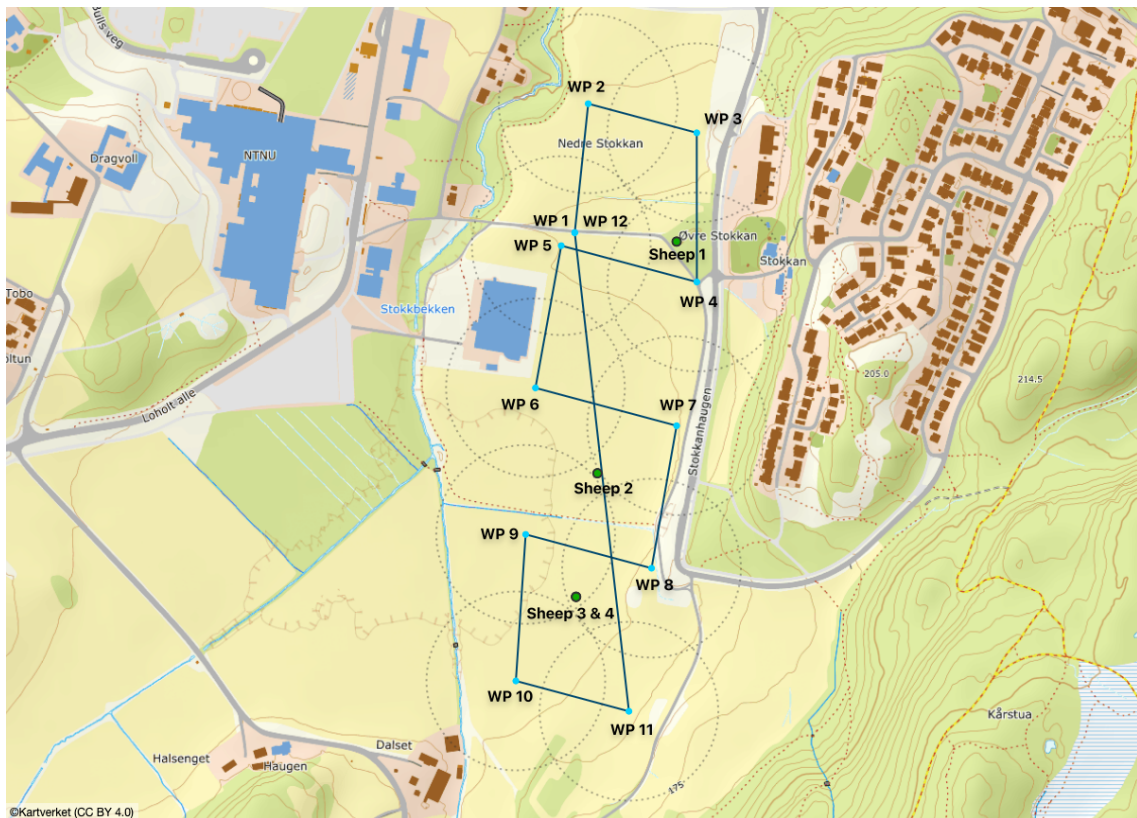 Bulls veg
WP 2
WP 3
Nedre Stokkan
Dragvoll
NTNU
WP 1
WP 12
WP 5
Øvre Stokkan
Sheep 1
Stokkan
WP 4
Tobo
Stokkbekken
øltun
Loholt alle
WP 6
WP 7
205.0
214.5
Stokkanhaugen
Sheep 2
WP 9
WP 8
Sheep 3 & 4
WP 10
WP 11
Kårstua
Dalset
Halsenget
Haugen
175
©Kartverket (CC BY 4.0)